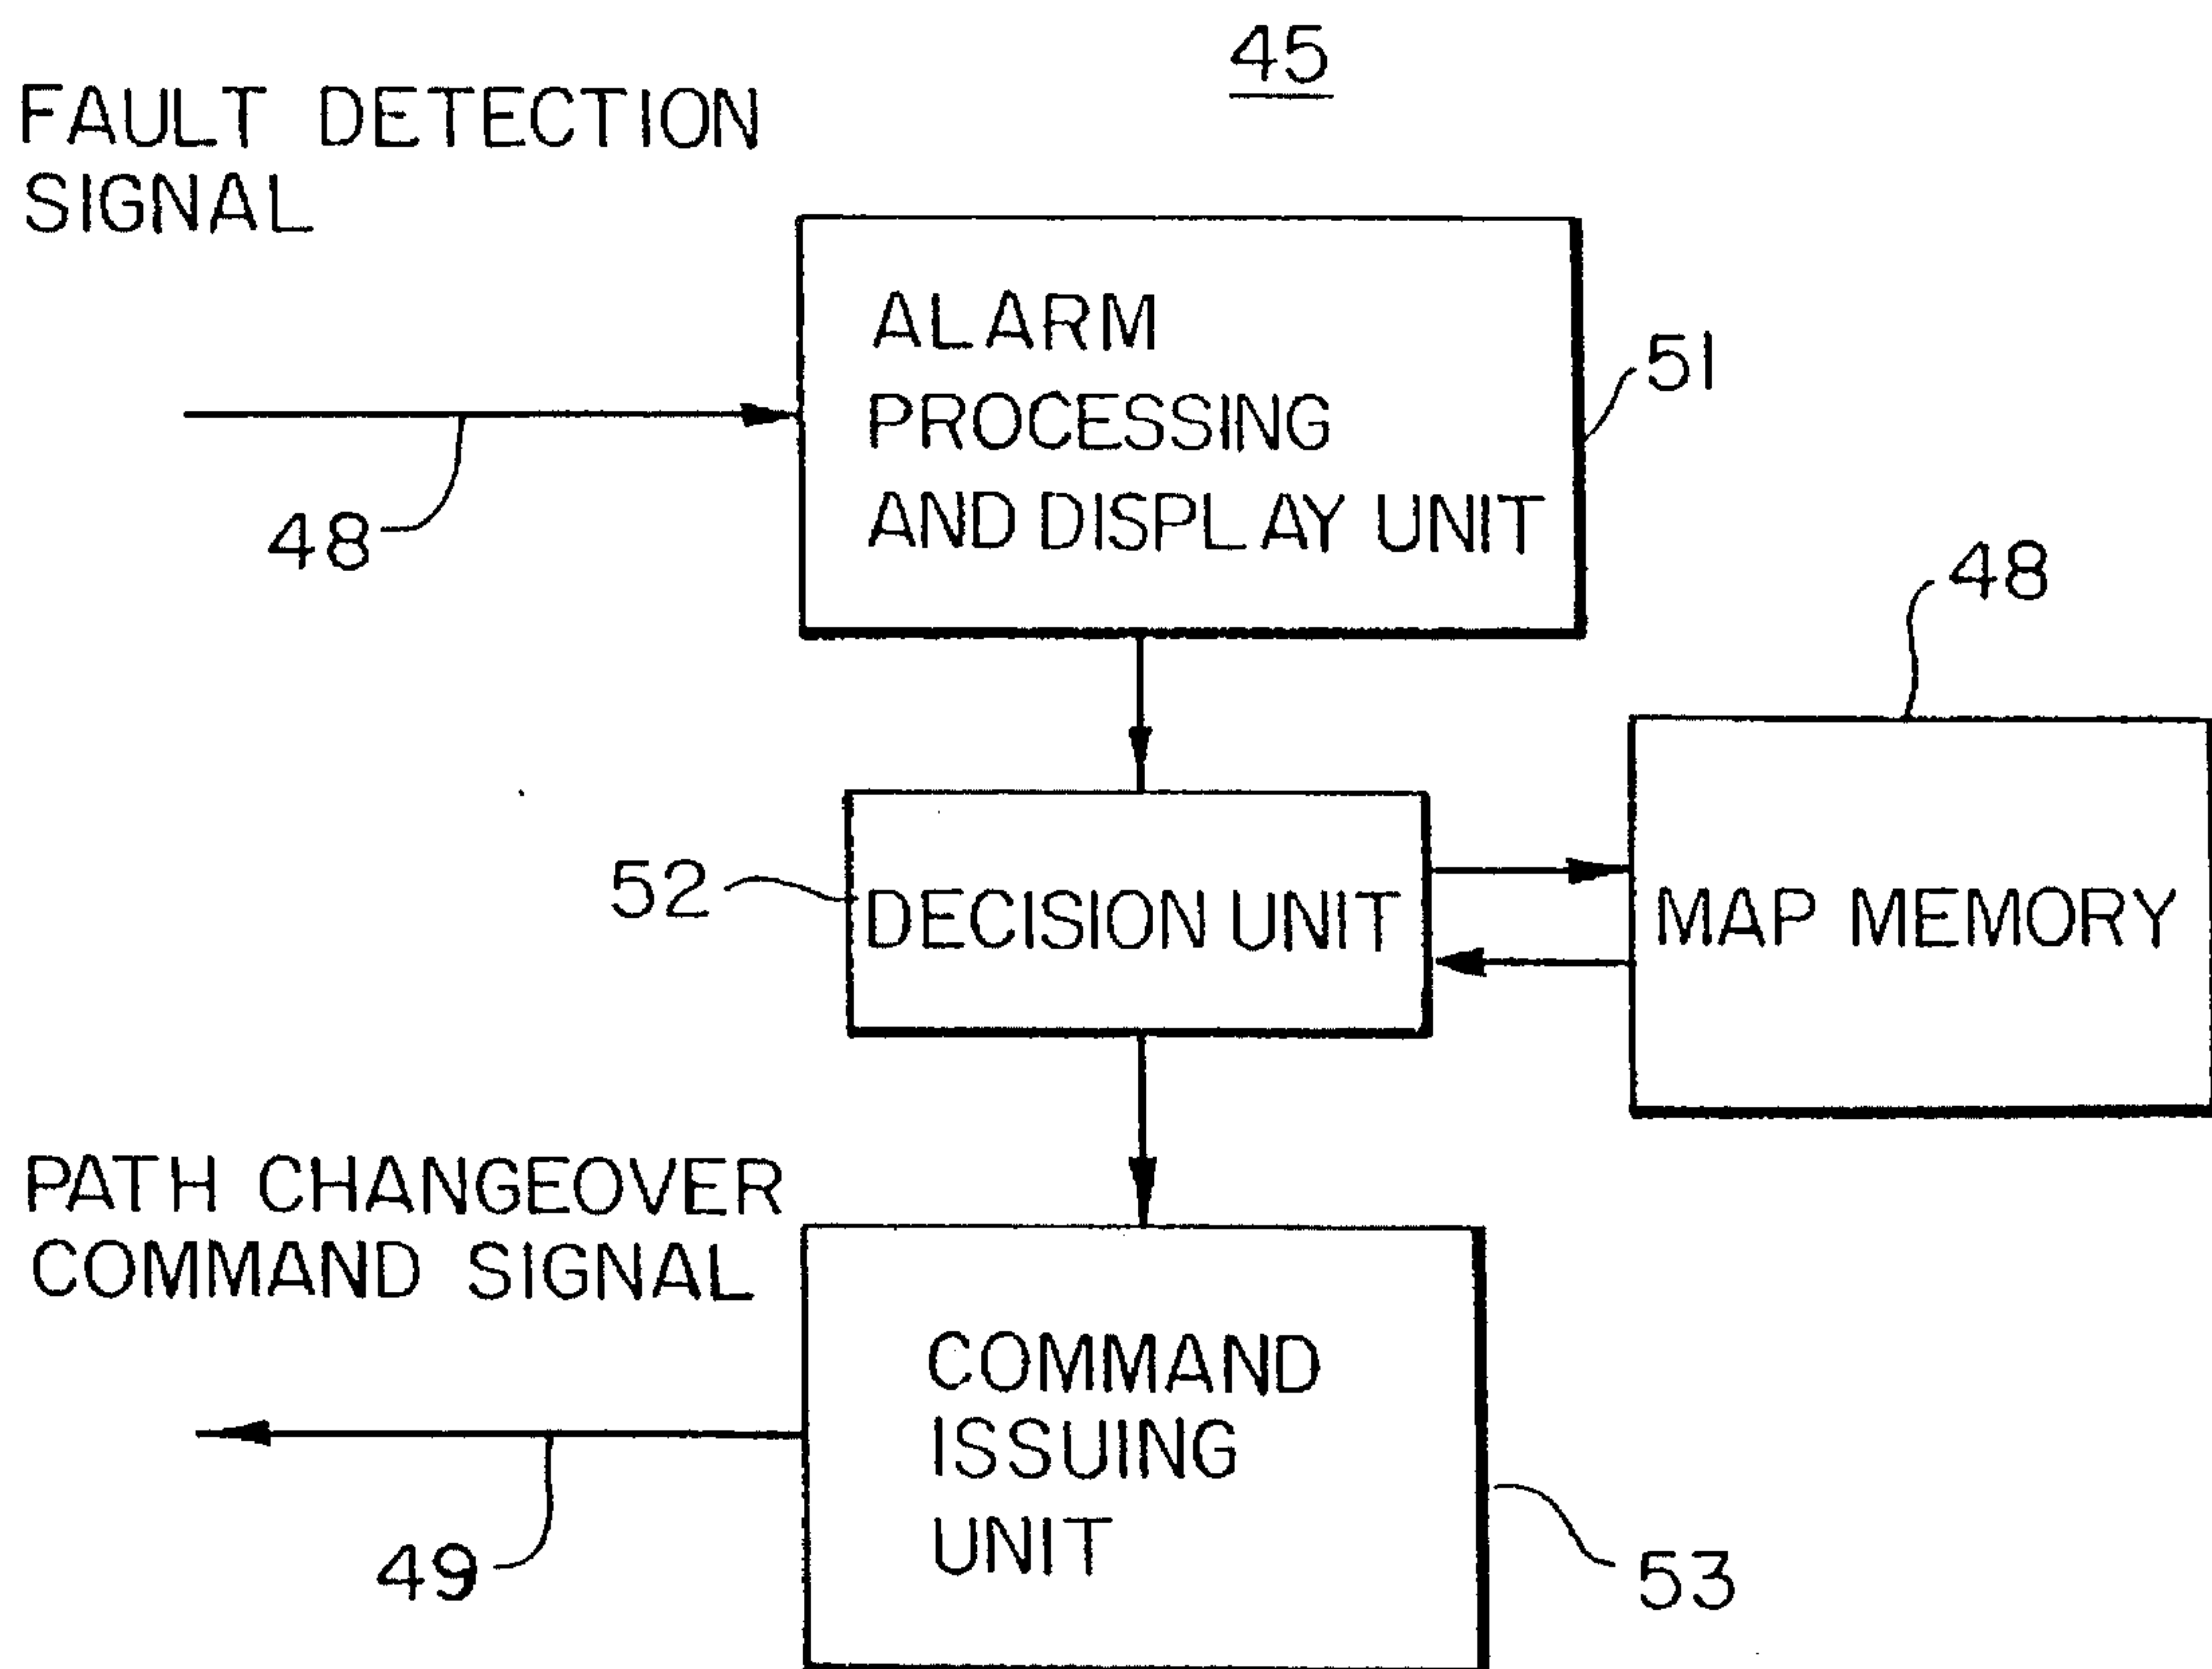 45
FAULT DETECTION
SIGNAL
ALARM
PROCESSING
AND DISPLAY UNIT
51
48
48
52
DECISION UNIT
MAP MEMORY
PATH CHANGEOVER
COMMAND SIGNAL
COMMAND
ISSUING
UNIT
49
53